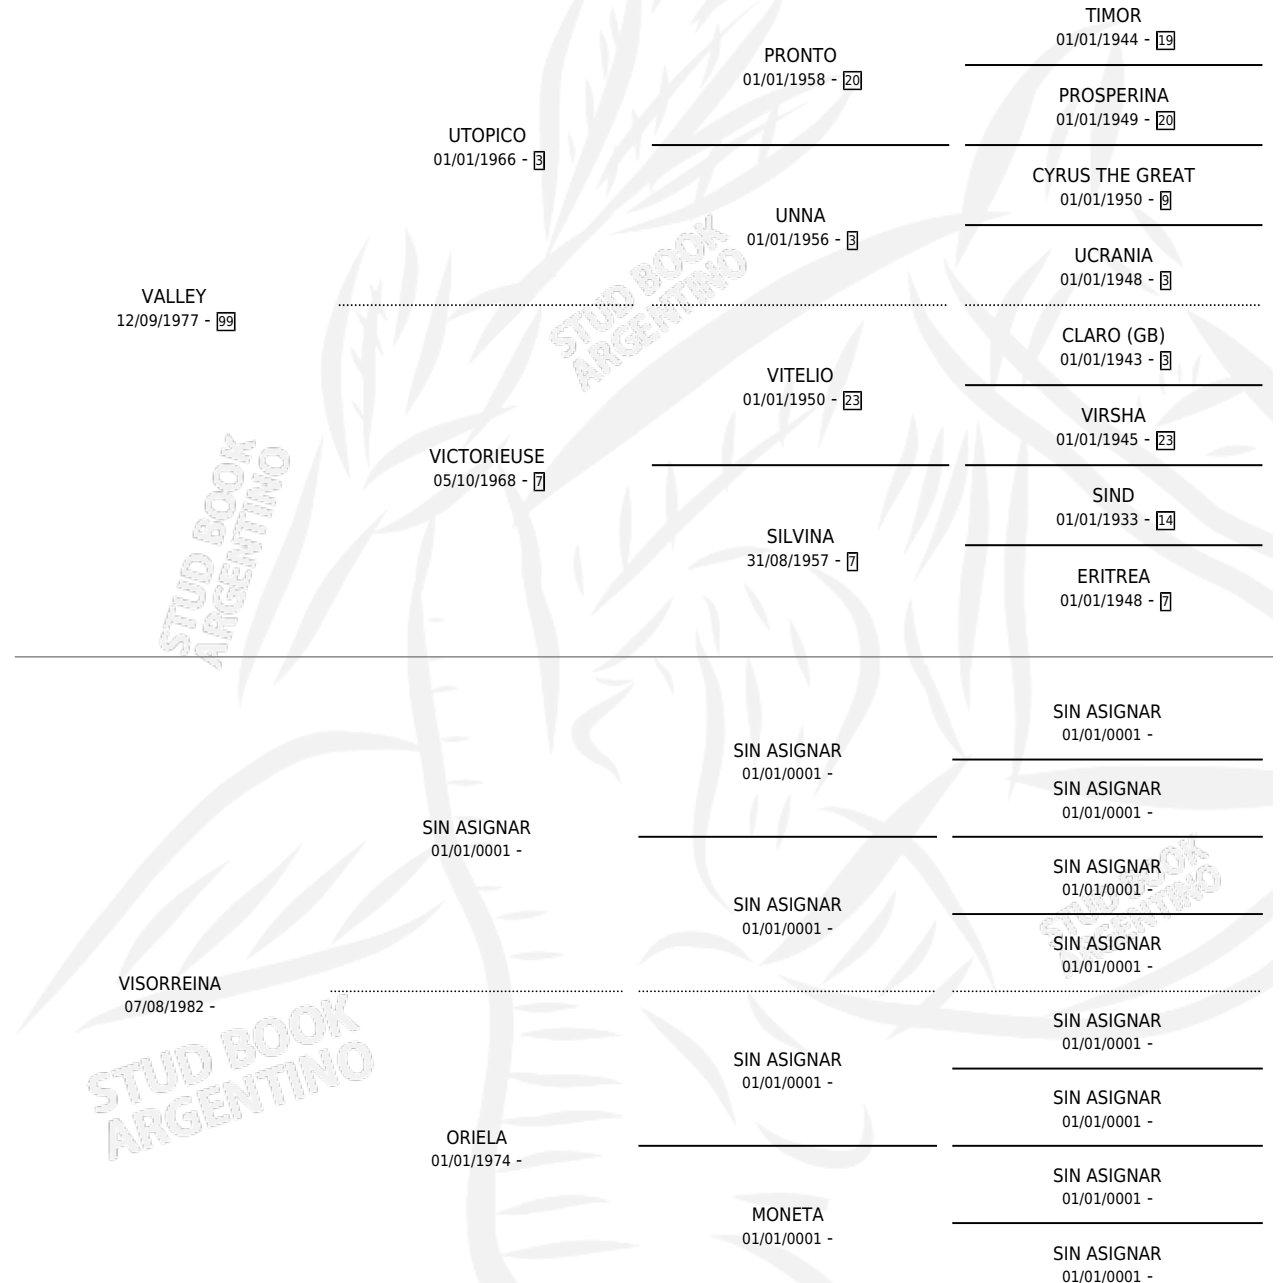 TIMOR
01/01/1944 - 19
PRONTO
01/01/1958 - 20
PROSPERINA
01/01/1949 - 20
UTOPICO
01/01/1966 - 3
CYRUS THE GREAT
01/01/1950 - 9
UNNA
01/01/1956 - 3
UCRANIA
01/01/1948 - 3
VALLEY
12/09/1977 - 99
CLARO (GB)
01/01/1943 - 3
VITELIO
01/01/1950 - 23
VIRSHA
01/01/1945 - 23
VICTORIEUSE
05/10/1968 - 7
SIND
01/01/1933 - 14
SILVINA
31/08/1957 - 7
ERITREA
01/01/1948 - 7
STUD BOOK
ARGENTINO
STUD BOOK
ARGENTINO
SIN ASIGNAR
01/01/0001 -
SIN ASIGNAR
01/01/0001 -
SIN ASIGNAR
01/01/0001 -
SIN ASIGNAR
01/01/0001 -
SIN ASIGNAR
01/01/0001 -
SIN ASIGNAR
01/01/0001 -
SIN ASIGNAR
01/01/0001 -
VISORREINA
07/08/1982 -
SIN ASIGNAR
01/01/0001 -
SIN ASIGNAR
01/01/0001 -
SIN ASIGNAR
01/01/0001 -
ORIELA
01/01/1974 -
SIN ASIGNAR
01/01/0001 -
MONETA
01/01/0001 -
SIN ASIGNAR
01/01/0001 -
STUD BOOK
ARGENTINO
STUD BOOK
ARGENTINO